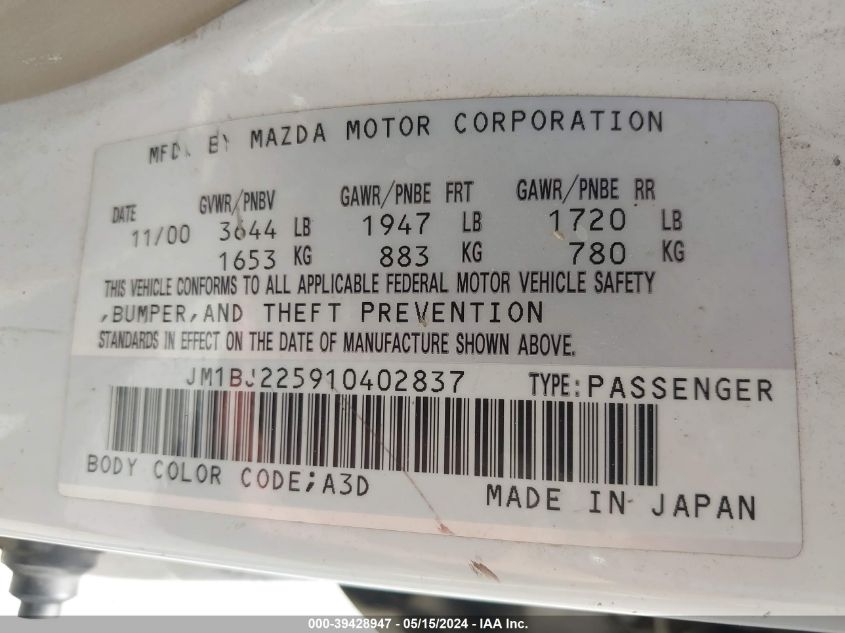 MFD. BY MAZDA MOTOR CORPORATION
DATE GVWR/PNBV GAWR/PNBE FRT GAWR/PNBE RR
11/00 3644 LB 1947 LB 1720 LB
1653 KG 883 KG 780 KG
THIS VEHICLE CONFORMS TO ALL APPLICABLE FEDERAL MOTOR VEHICLE SAFETY
,BUMPER,AND THEFT PREVENTION
STANDARDS IN EFFECT ON THE DATE OF MANUFACTURE SHOWN ABOVE.
JM1BJ225910402837 TYPE:PASSENGER
BODY COLOR CODE;A3D
MADE IN JAPAN
000-39428947 - 05/15/2024 - IAA Inc.